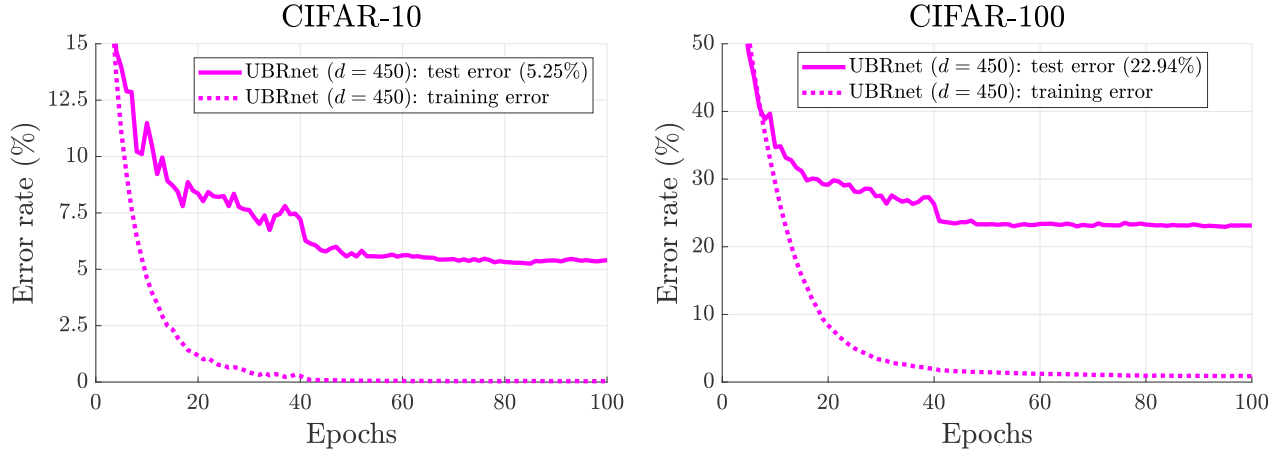 CIFAR-10
15
12.5
10
7.5
5
2.5
0
Error rate (%)
UBRnet (d = 450): test error (5.25%)
UBRnet (d = 450): training error
0 20 40 60 80 100
Epochs
CIFAR-100
50
40
30
20
10
0
Error rate (%)
UBRnet (d = 450): test error (22.94%)
UBRnet (d = 450): training error
0 20 40 60 80 100
Epochs